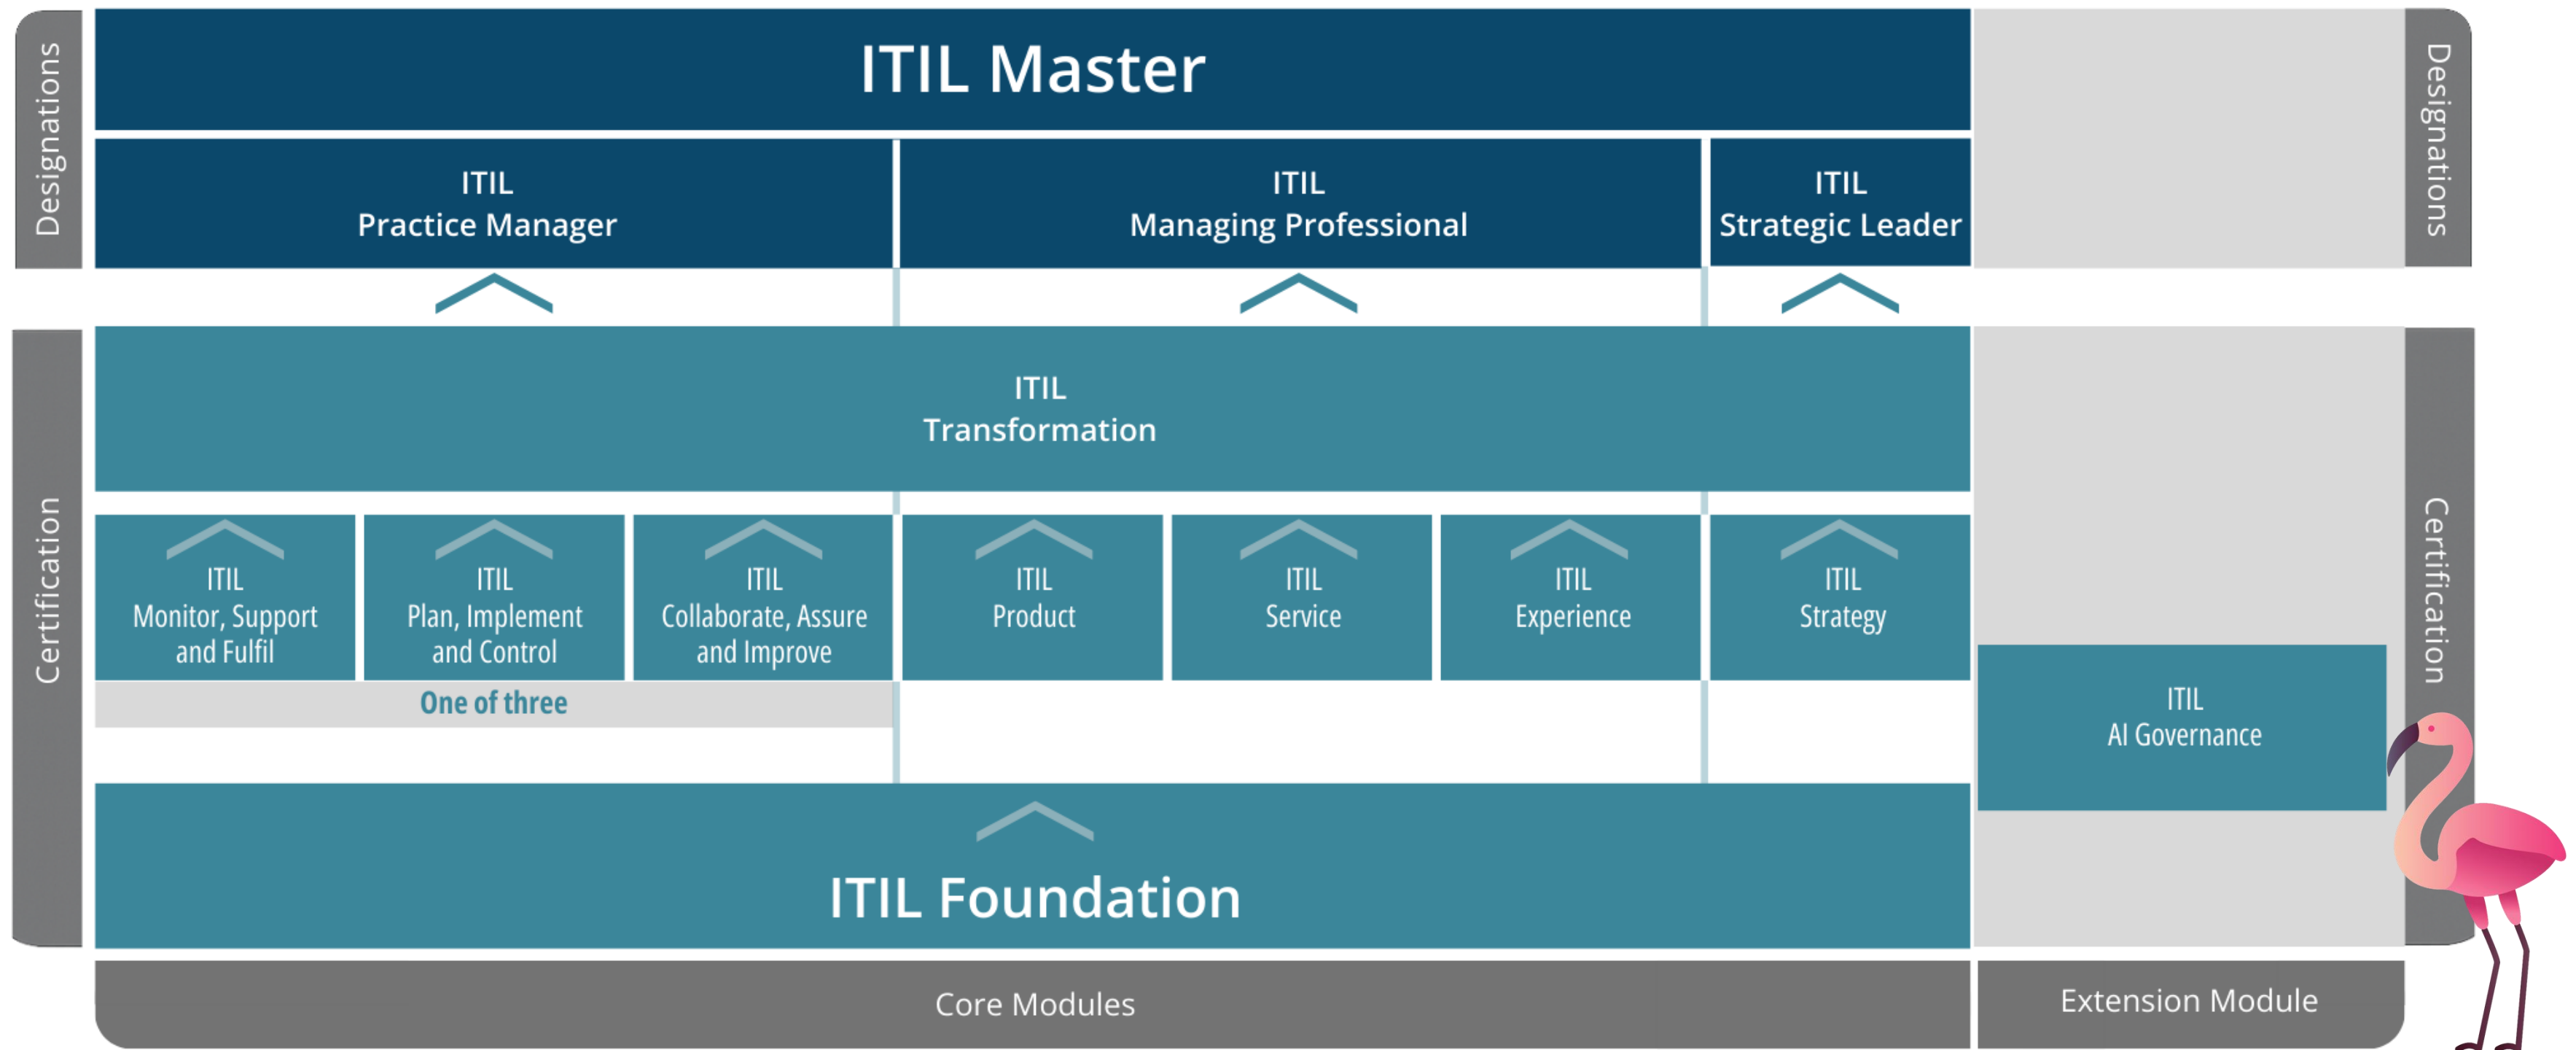 Designations
ITIL Master
Designations
ITIL
Practice Manager
ITIL
Managing Professional
ITIL
Strategic Leader
Certification
ITIL
Transformation
Certification
ITIL
Monitor, Support
and Fulfil
ITIL
Plan, Implement
and Control
ITIL
Collaborate, Assure
and Improve
ITIL
Product
ITIL
Service
ITIL
Experience
ITIL
Strategy
One of three
ITIL
AI Governance
ITIL Foundation
Core Modules
Extension Module